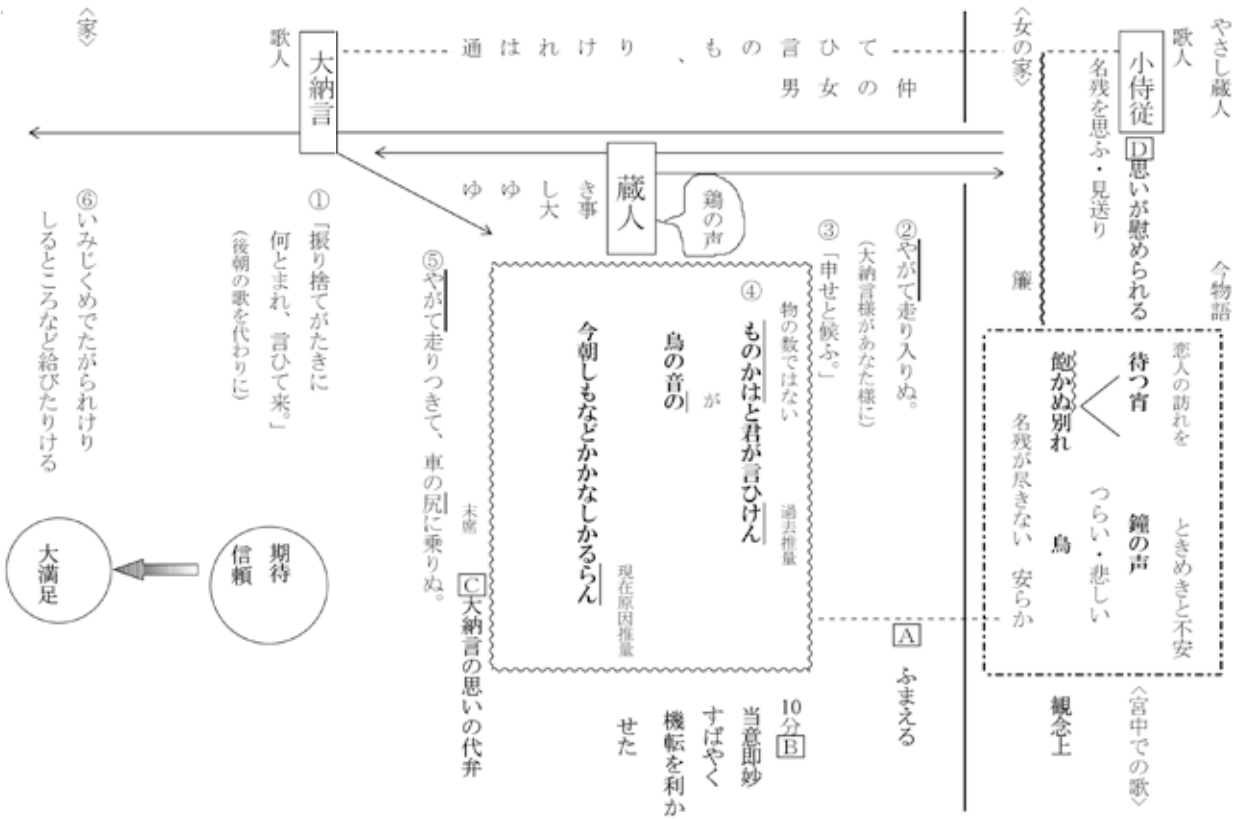 やさし蔵人　今物語
歌人
小侍従
D思いが慰められる
名残を思ふ・見送り
簾
〈女の家〉
恋人の訪れを　ときめきと不安
待つ宵　鐘の声
つらい・悲しい
飽かぬ別れ　鳥
名残が尽きない　安らか
〈宮中での歌〉
観念上
通はれけり、もの言ひて
男女の仲
Aふまえる
②やがて走り入りぬ。
（大納言様があなた様に）
③「申せと候ふ。」
鶏の声
蔵人
ゆゆし大き事
物の数ではない　過去推量
④ものかはと君が言ひけん
が
鳥の音の
現在原因推量
今朝しもなどかかなしかるらん
10分B
当意即妙
すばやく
機転を利か
せた
⑤やがて走りつきて、車の尻に乗りぬ。
末席
C大納言の思いの代弁
大納言
歌人
①「振り捨てがたきに
何とまれ、言ひて来。」
（後朝の歌を代わりに）
期待
信頼
〈家〉
⑥いみじくめでたがられけり
しるところなど給びたりける
大満足